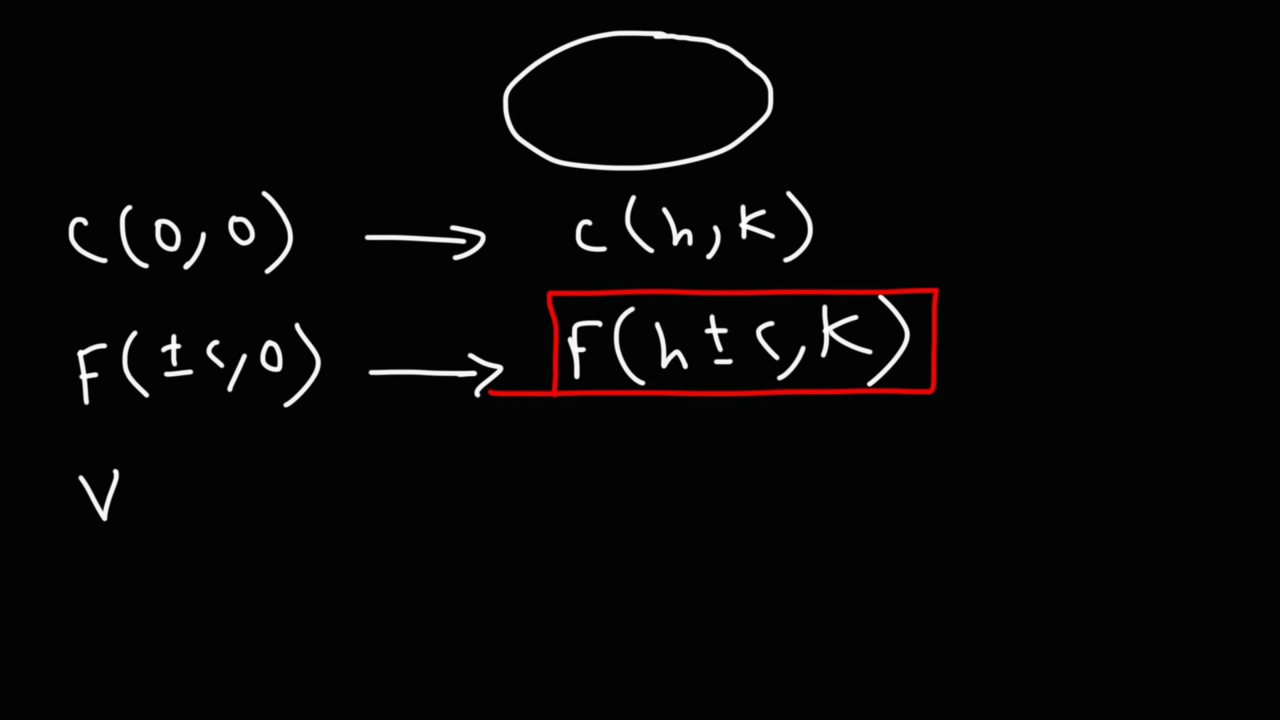 C(0,0) → C(h,k)
F(±c,0) → F(h±c,k)
V